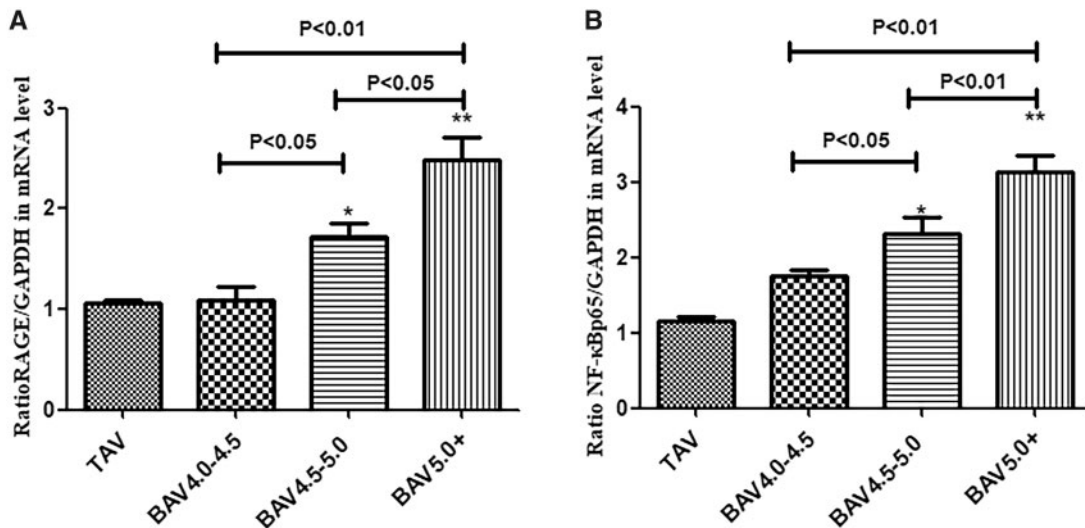 A
P<0.01
P<0.05
P<0.05
**
*
RatioRAGE/GAPDH in mRNA level
3
2
1
0
TAV
BAV4.0-4.5
BAV4.5-5.0
BAV5.0+
B
P<0.01
P<0.01
P<0.05
**
*
Ratio NF-κBp65/GAPDH in mRNA level
4
3
2
1
0
TAV
BAV4.0-4.5
BAV4.5-5.0
BAV5.0+